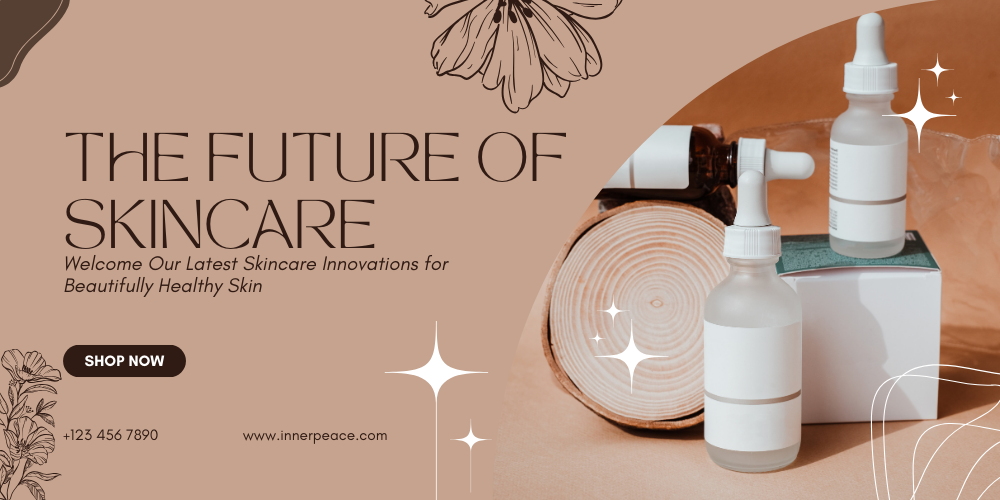 THE FUTURE OF
SKINCARE
Welcome Our Latest Skincare Innovations for
Beautifully Healthy Skin
SHOP NOW
+123 456 7890
www.innerpeace.com